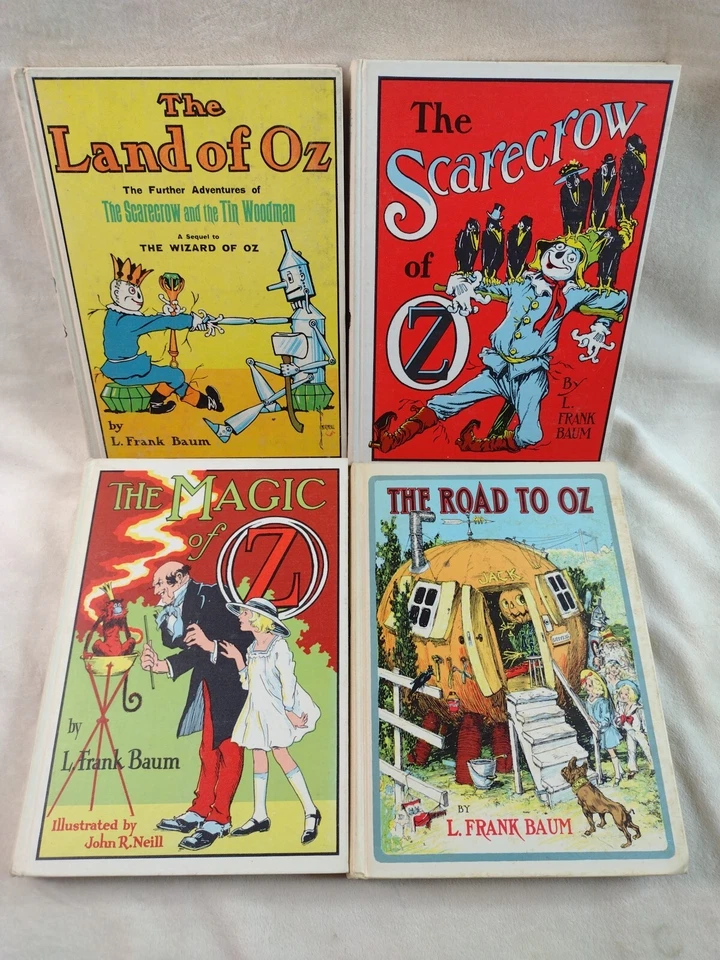 The
Land of Oz
The Further Adventures of
The Scarecrow and the Tin Woodman
A Sequel to
THE WIZARD OF OZ
by
L. Frank Baum
The
Scarecrow
of
OZ
By
L.
FRANK
BAUM
THE MAGIC
of OZ
by
L. Frank Baum
Illustrated by
John R. Neill
THE ROAD TO OZ
JACK
BY
L. FRANK BAUM